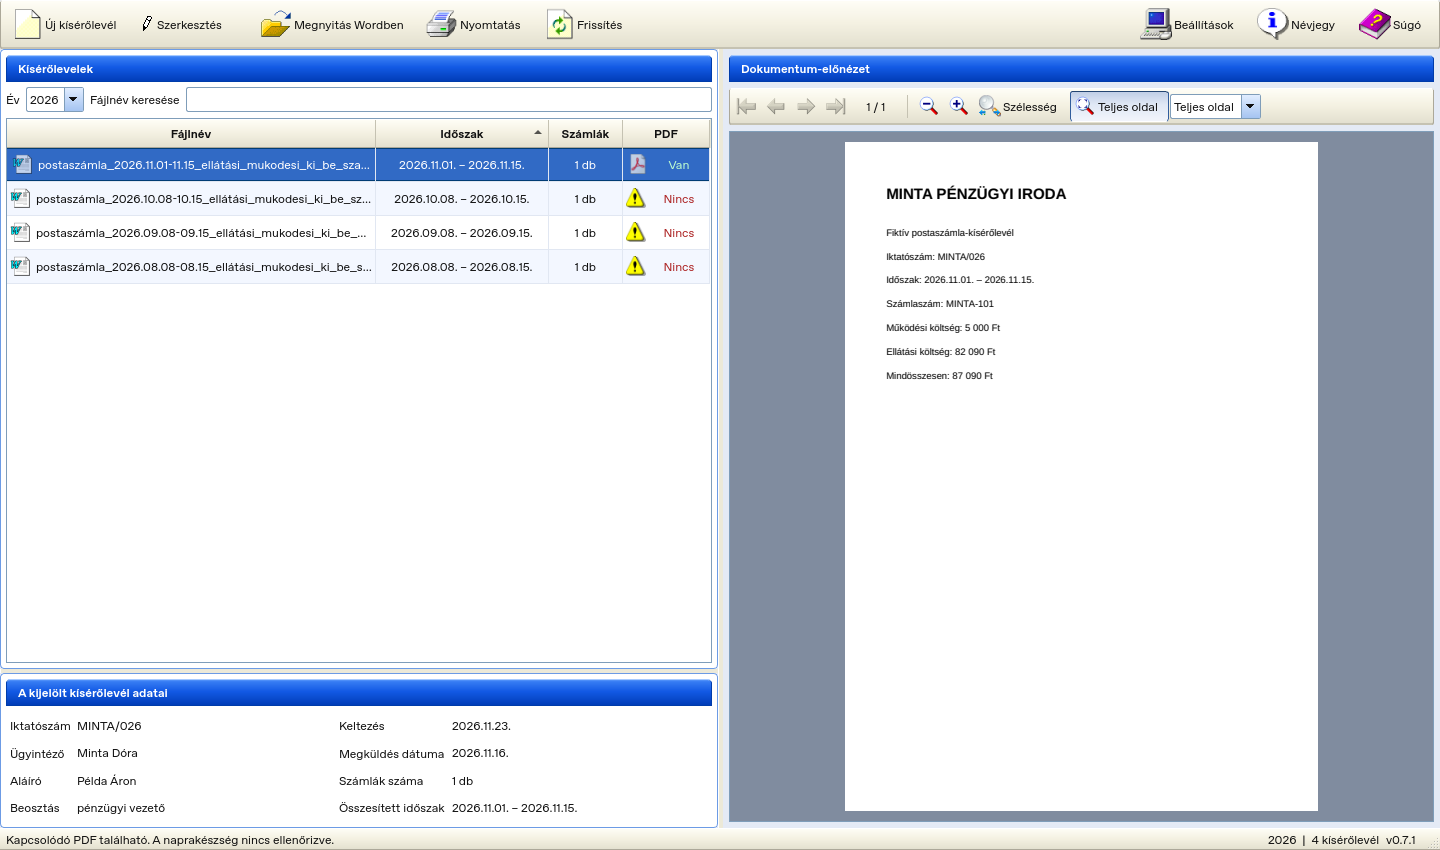 Új kísérőlevél Szerkesztés Megnyitás Wordben Nyomtatás Frissítés Beállítások Névjegy Súgó
Kísérőlevelek
Év 2026 Fájlnév keresése
Fájlnév Időszak Számlák PDF
postaszámla_2026.11.01-11.15_ellátási_mukodesi_ki_be_sza... 2026.11.01. – 2026.11.15. 1 db Van
postaszámla_2026.10.08-10.15_ellátási_mukodesi_ki_be_sz... 2026.10.08. – 2026.10.15. 1 db Nincs
postaszámla_2026.09.08-09.15_ellátási_mukodesi_ki_be_... 2026.09.08. – 2026.09.15. 1 db Nincs
postaszámla_2026.08.08-08.15_ellátási_mukodesi_ki_be_s... 2026.08.08. – 2026.08.15. 1 db Nincs
A kijelölt kísérőlevél adatai
Iktatószám MINTA/026 Keltezés 2026.11.23.
Ügyintéző Minta Dóra Megküldés dátuma 2026.11.16.
Aláíró Példa Áron Számlák száma 1 db
Beosztás pénzügyi vezető Összesített időszak 2026.11.01. – 2026.11.15.
Dokumentum-előnézet
1 / 1 Szélesség Teljes oldal Teljes oldal
MINTA PÉNZÜGYI IRODA
Fiktív postaszámla-kísérőlevél
Iktatószám: MINTA/026
Időszak: 2026.11.01. – 2026.11.15.
Számlaszám: MINTA-101
Működési költség: 5 000 Ft
Ellátási költség: 82 090 Ft
Mindösszesen: 87 090 Ft
Kapcsolódó PDF található. A naprakészség nincs ellenőrizve. 2026 | 4 kísérőlevél v0.7.1